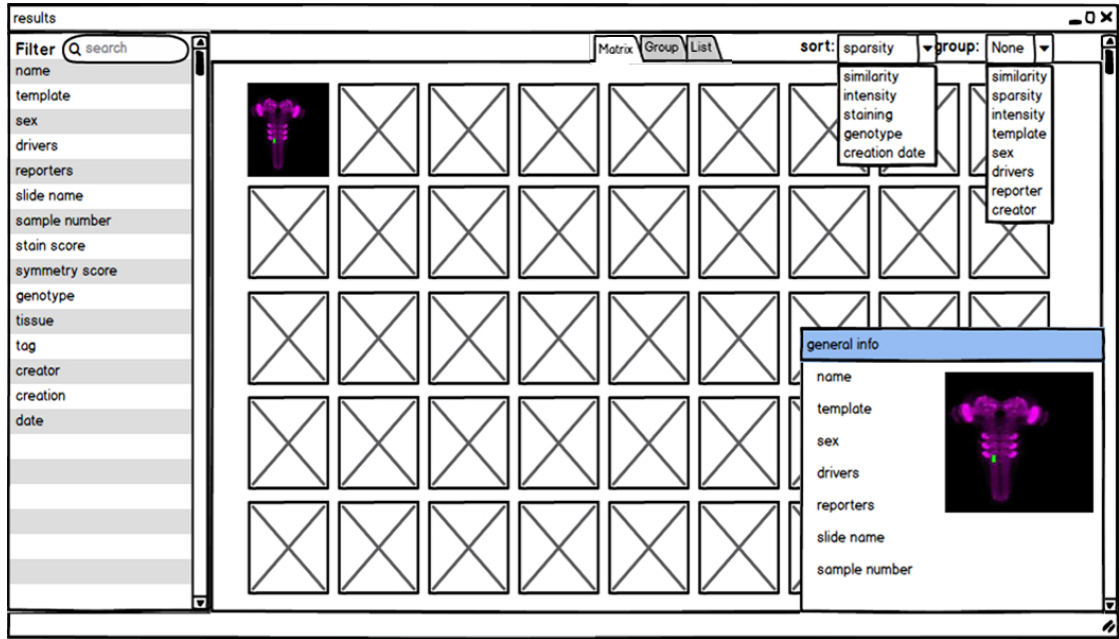 results
Filter search
name
template
sex
drivers
reporters
slide name
sample number
stain score
symmetry score
genotype
tissue
tag
creator
creation
date
Matrix Group List
sort: sparsity
similarity
intensity
staining
genotype
creation date
group: None
similarity
sparsity
intensity
template
sex
drivers
reporter
creator
general info
name
template
sex
drivers
reporters
slide name
sample number